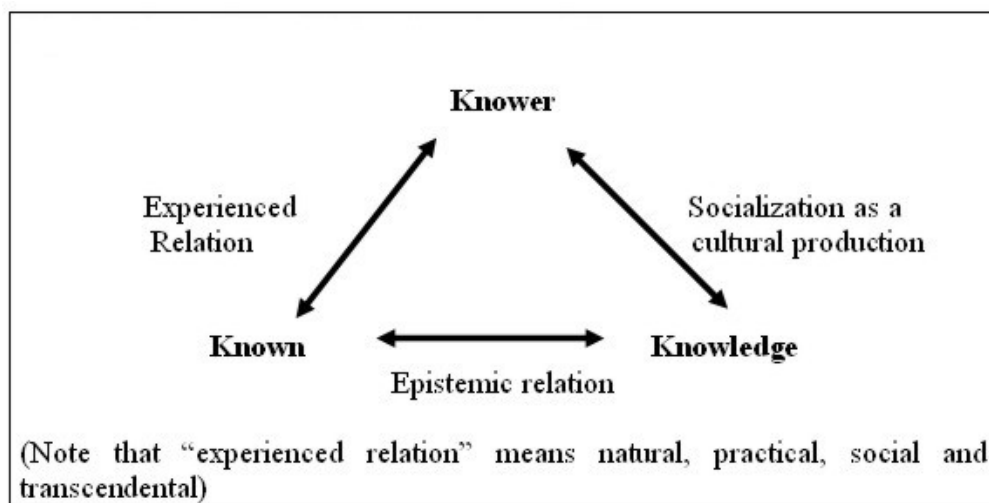 Knower
Experienced
Relation
Socialization as a
cultural production
Known
Knowledge
Epistemic relation
(Note that “experienced relation” means natural, practical, social and
transcendental)